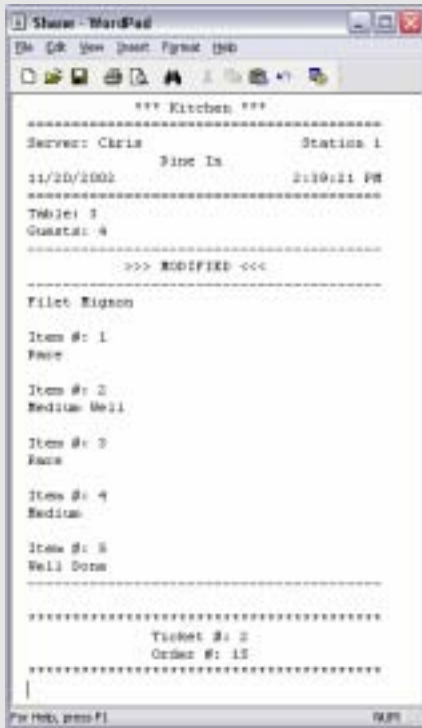 Sharer - WordPad
File Edit View Insert Format Help
*** Kitchen ***
Server: Chris Station 1
Dine In
11/20/2002 2:39:21 PM
Table: 3
Guests: 4
>>> MODIFIED <<<
Filet Mignon
Item #: 1
Rare
Item #: 2
Medium Well
Item #: 3
Rare
Item #: 4
Medium
Item #: 5
Well Done
Ticket #: 2
Order #: 15
For Help, press F1 NUM